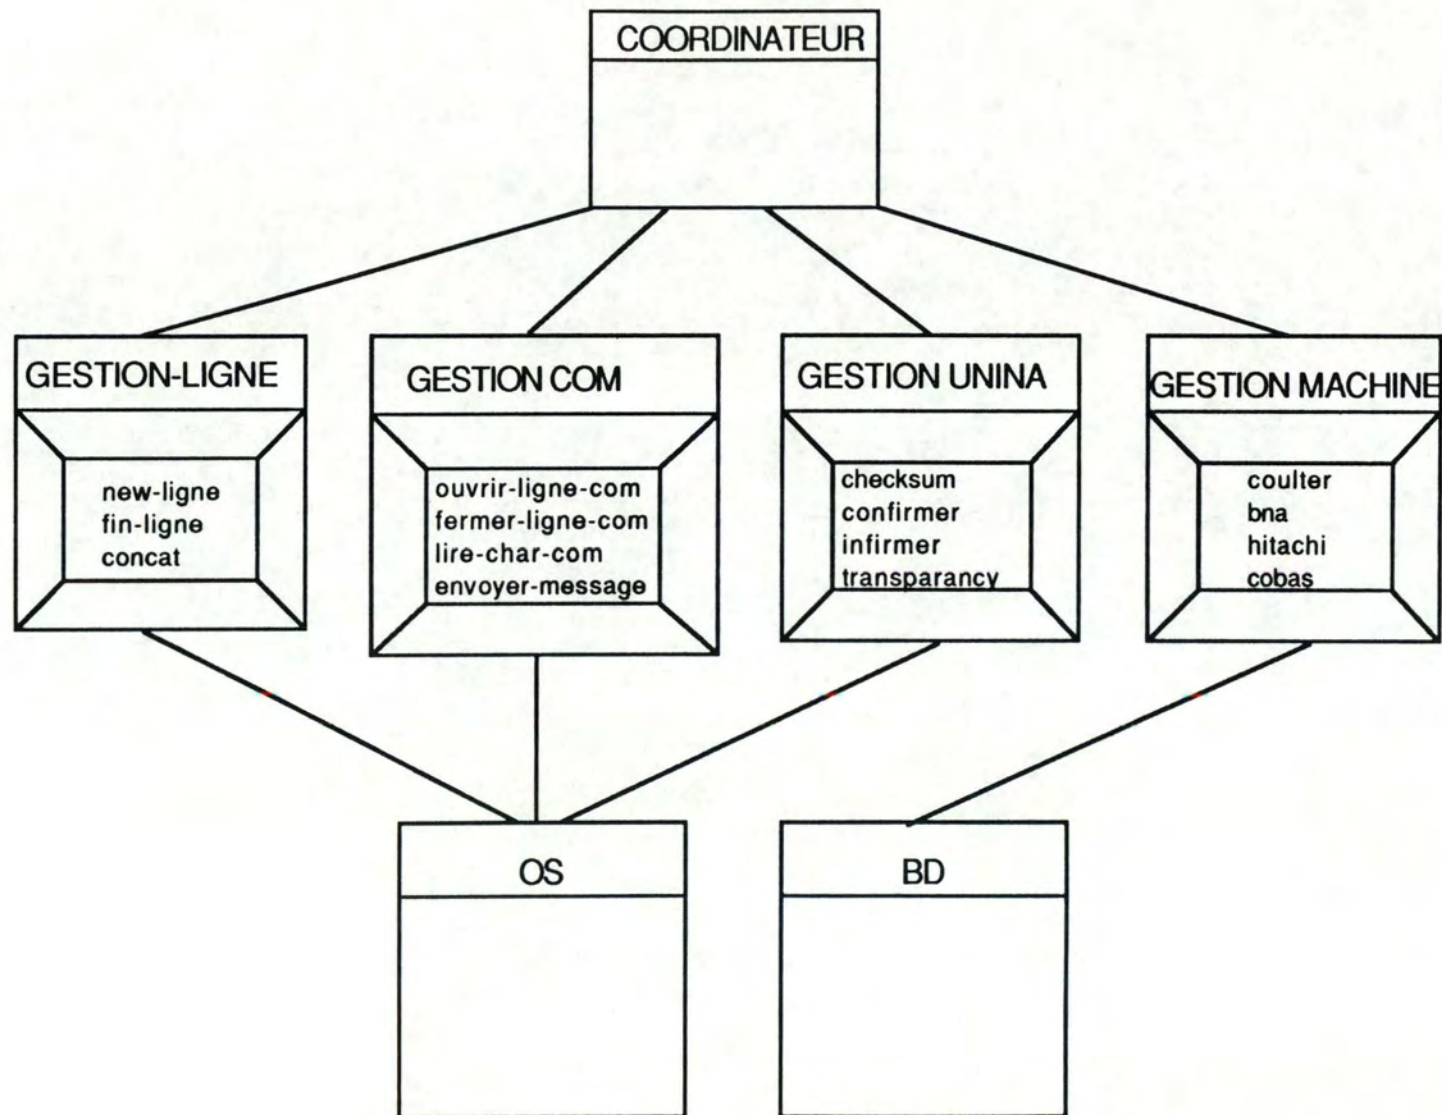 COORDINATEUR
GESTION-LIGNE
new-ligne
fin-ligne
concat
GESTION COM
ouvrir-ligne-com
fermer-ligne-com
lire-char-com
envoyer-message
GESTION UNINA
checksum
confirmer
infirmer
transparancy
GESTION MACHINE
coulter
bna
hitachi
cobas
OS
BD